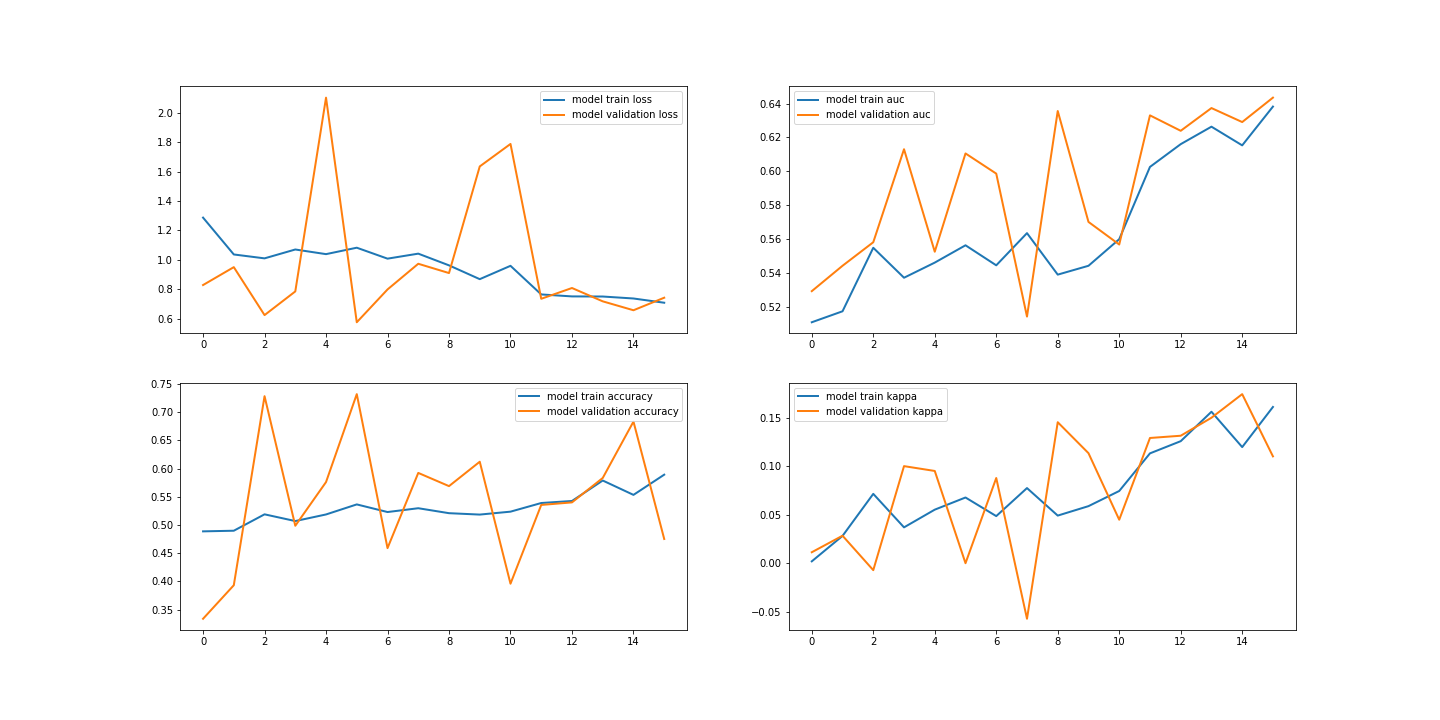 model train loss
model validation loss
2.0
1.8
1.6
1.4
1.2
1.0
0.8
0.6
0 2 4 6 8 10 12 14
model train auc
model validation auc
0.64
0.62
0.60
0.58
0.56
0.54
0.52
0 2 4 6 8 10 12 14
model train accuracy
model validation accuracy
0.75
0.70
0.65
0.60
0.55
0.50
0.45
0.40
0.35
0 2 4 6 8 10 12 14
model train kappa
model validation kappa
0.15
0.10
0.05
0.00
−0.05
0 2 4 6 8 10 12 14